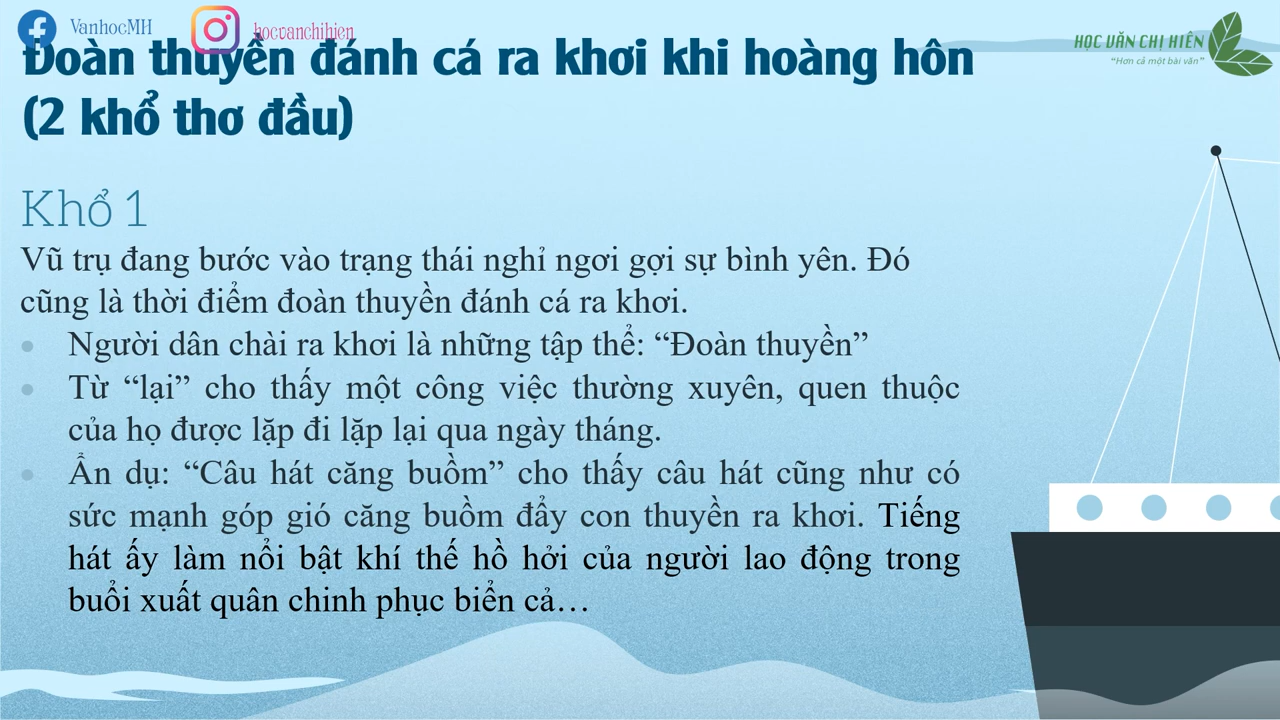 VanhocMH
hocvanchihien
HỌC VĂN CHỊ HIÊN
“Hơn cả một bài văn”
Đoàn thuyền đánh cá ra khơi khi hoàng hôn
(2 khổ thơ đầu)
Khổ 1
Vũ trụ đang bước vào trạng thái nghỉ ngơi gợi sự bình yên. Đó
cũng là thời điểm đoàn thuyền đánh cá ra khơi.
Người dân chài ra khơi là những tập thể: “Đoàn thuyền”
Từ “lại” cho thấy một công việc thường xuyên, quen thuộc
của họ được lặp đi lặp lại qua ngày tháng.
Ẩn dụ: “Câu hát căng buồm” cho thấy câu hát cũng như có
sức mạnh góp gió căng buồm đẩy con thuyền ra khơi. Tiếng
hát ấy làm nổi bật khí thế hồ hởi của người lao động trong
buổi xuất quân chinh phục biển cả…